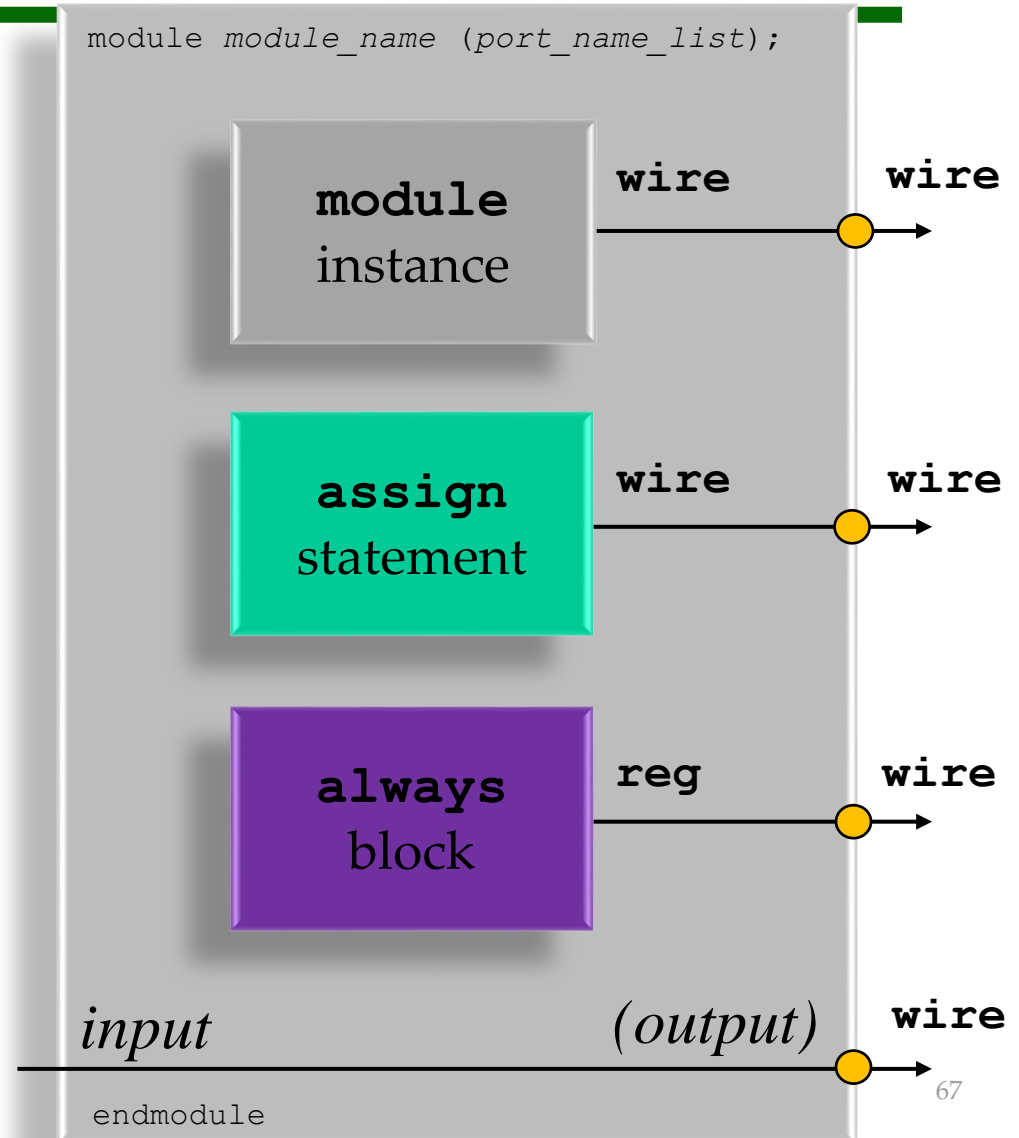 module module_name (port_name_list);
module
instance
wire
wire
assign
statement
wire
wire
always
block
reg
wire
input
(output)
wire
67
endmodule